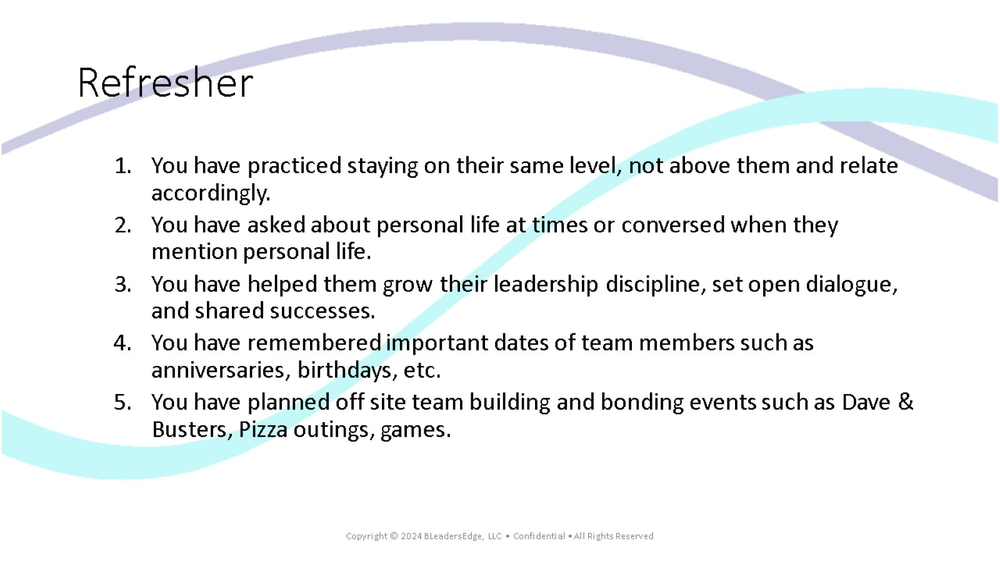 Refresher
1. You have practiced staying on their same level, not above them and relate
accordingly.
2. You have asked about personal life at times or conversed when they
mention personal life.
3. You have helped them grow their leadership discipline, set open dialogue,
and shared successes.
4. You have remembered important dates of team members such as
anniversaries, birthdays, etc.
5. You have planned off site team building and bonding events such as Dave &
Busters, Pizza outings, games.
Copyright © 2024 BLeadersEdge, LLC • Confidential • All Rights Reserved